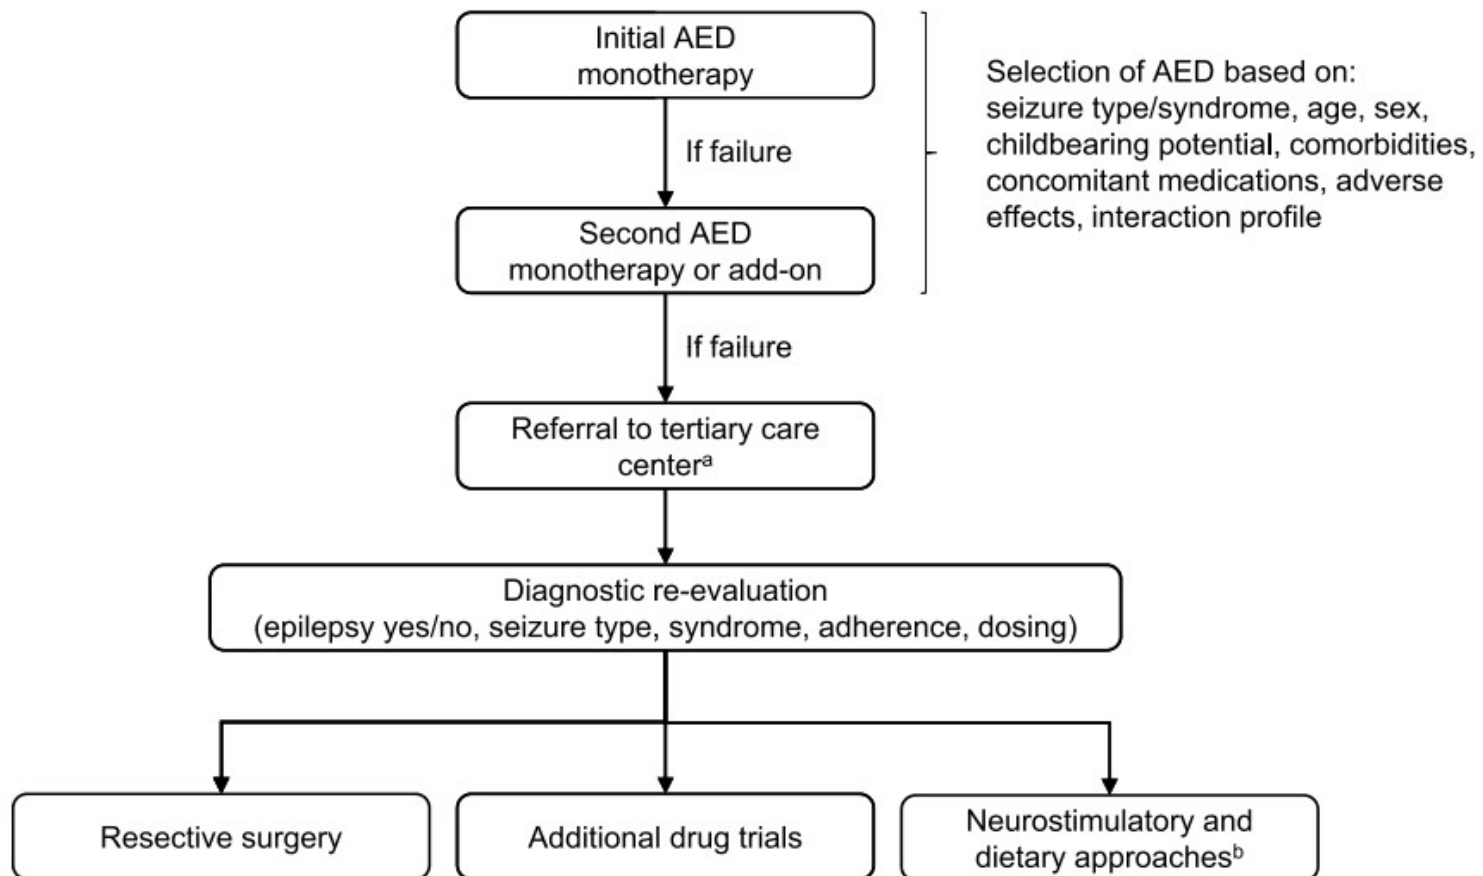 Initial AED
monotherapy
Selection of AED based on:
seizure type/syndrome, age, sex,
childbearing potential, comorbidities,
concomitant medications, adverse
effects, interaction profile
If failure
Second AED
monotherapy or add-on
If failure
Referral to tertiary care
centerᵃ
Diagnostic re-evaluation
(epilepsy yes/no, seizure type, syndrome, adherence, dosing)
Resective surgery
Additional drug trials
Neurostimulatory and
dietary approachesᵇ